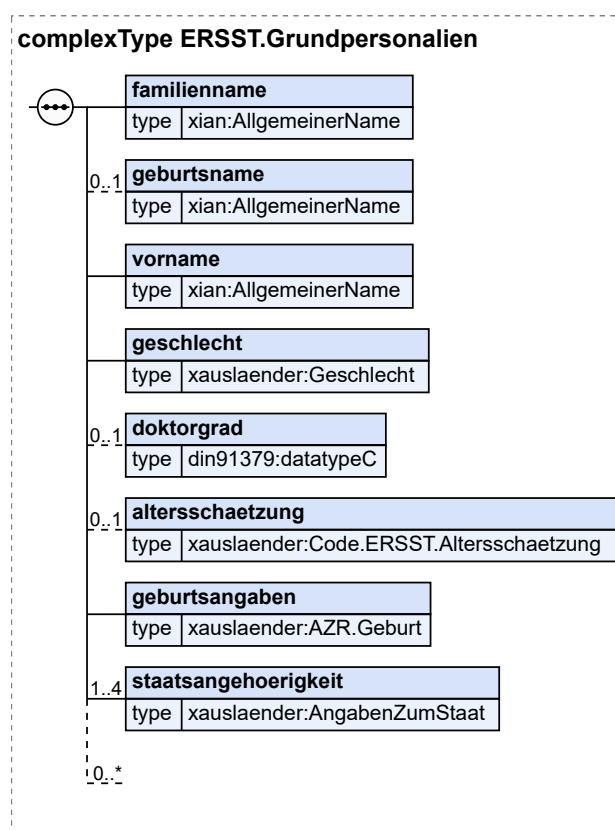 complexType ERSST.Grundpersonalien
familienname
type xian:AllgemeinerName
0..1 geburtsname
type xian:AllgemeinerName
vorname
type xian:AllgemeinerName
geschlecht
type xauslaender:Geschlecht
0..1 doktorgrad
type din91379:datatypeC
0..1 altersschaetzung
type xauslaender:Code.ERSST.Altersschaetzung
geburtsangaben
type xauslaender:AZR.Geburt
1..4 staatsangehoerigkeit
type xauslaender:AngabenZumStaat
0..*